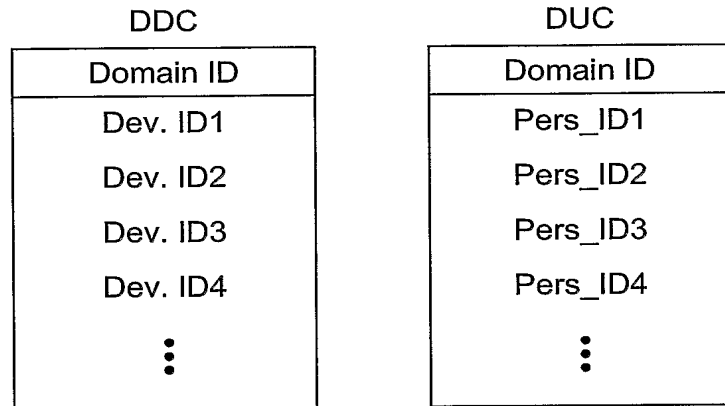 DDC
Domain ID
Dev. ID1
Dev. ID2
Dev. ID3
Dev. ID4
DUC
Domain ID
Pers_ID1
Pers_ID2
Pers_ID3
Pers_ID4